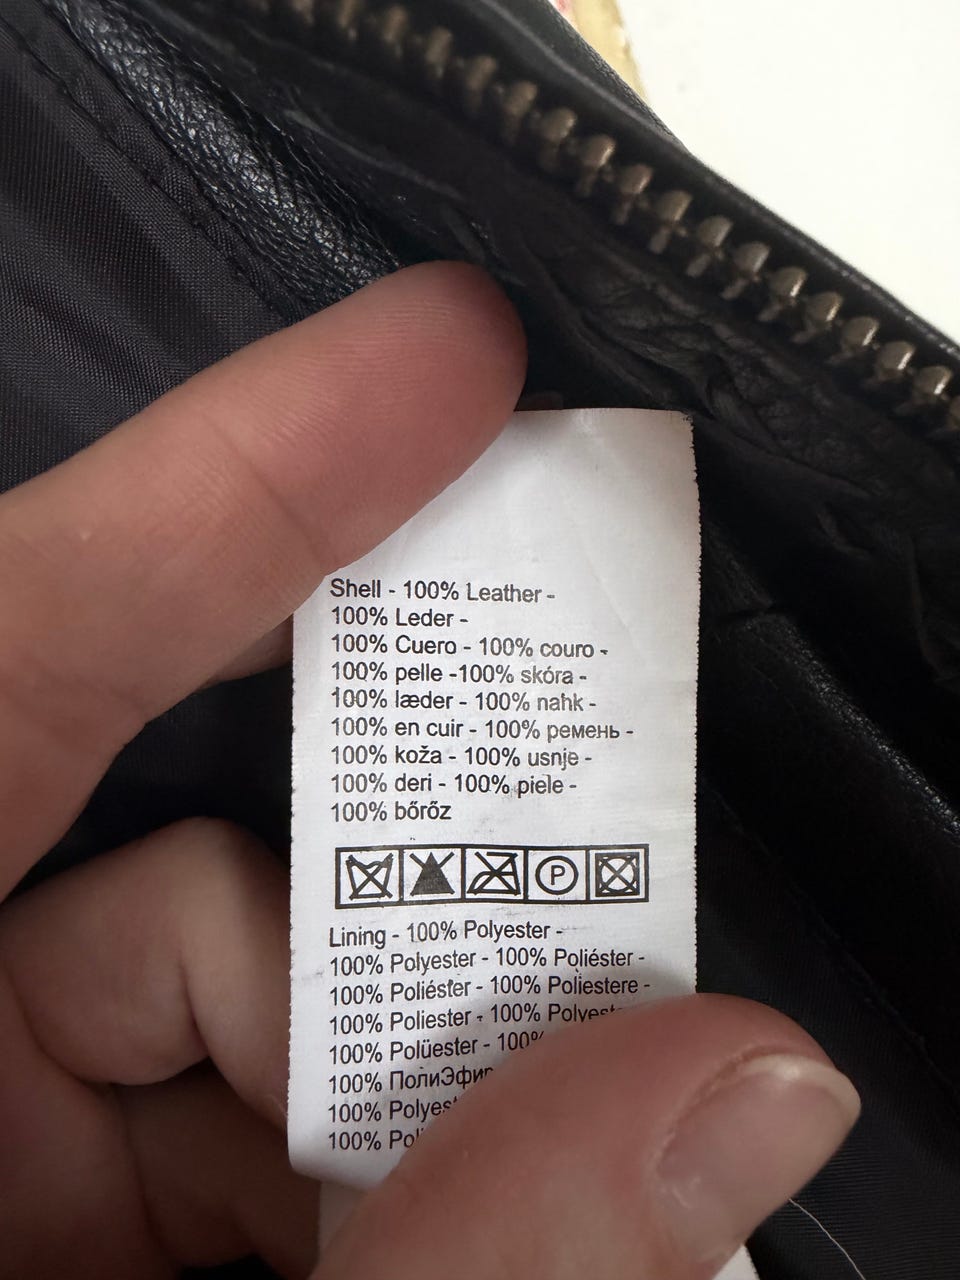 Shell - 100% Leather -
100% Leder -
100% Cuero - 100% couro -
100% pelle -100% skóra -
100% læder - 100% nahk -
100% en cuir - 100% ремень -
100% koža - 100% usnje -
100% deri - 100% piele -
100% bőrőz
P
Lining - 100% Polyester -
100% Polyester - 100% Poliéster -
100% Poliéster - 100% Poliestere -
100% Poliester - 100%
100% Polüester - 100%
100%
100%
100%